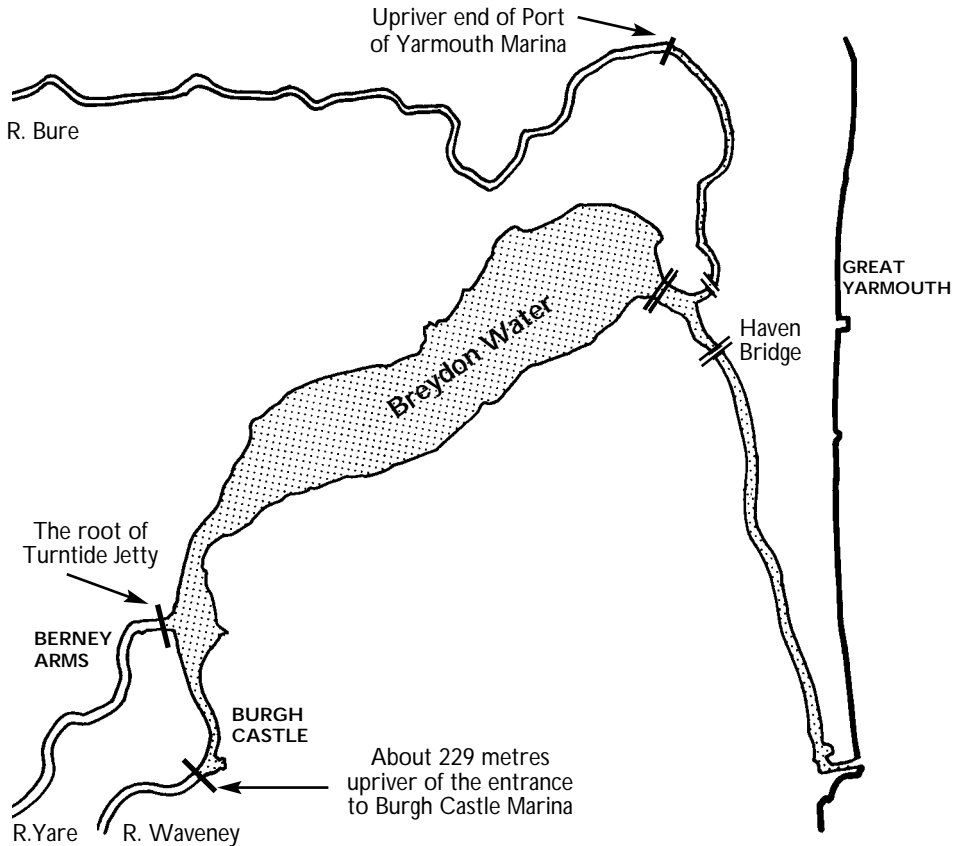 Upriver end of Port
of Yarmouth Marina
R. Bure
GREAT
YARMOUTH
Haven
Bridge
Breydon Water
The root of
Turntide Jetty
BERNEY
ARMS
BURGH
CASTLE
About 229 metres
upriver of the entrance
to Burgh Castle Marina
R.Yare
R. Waveney